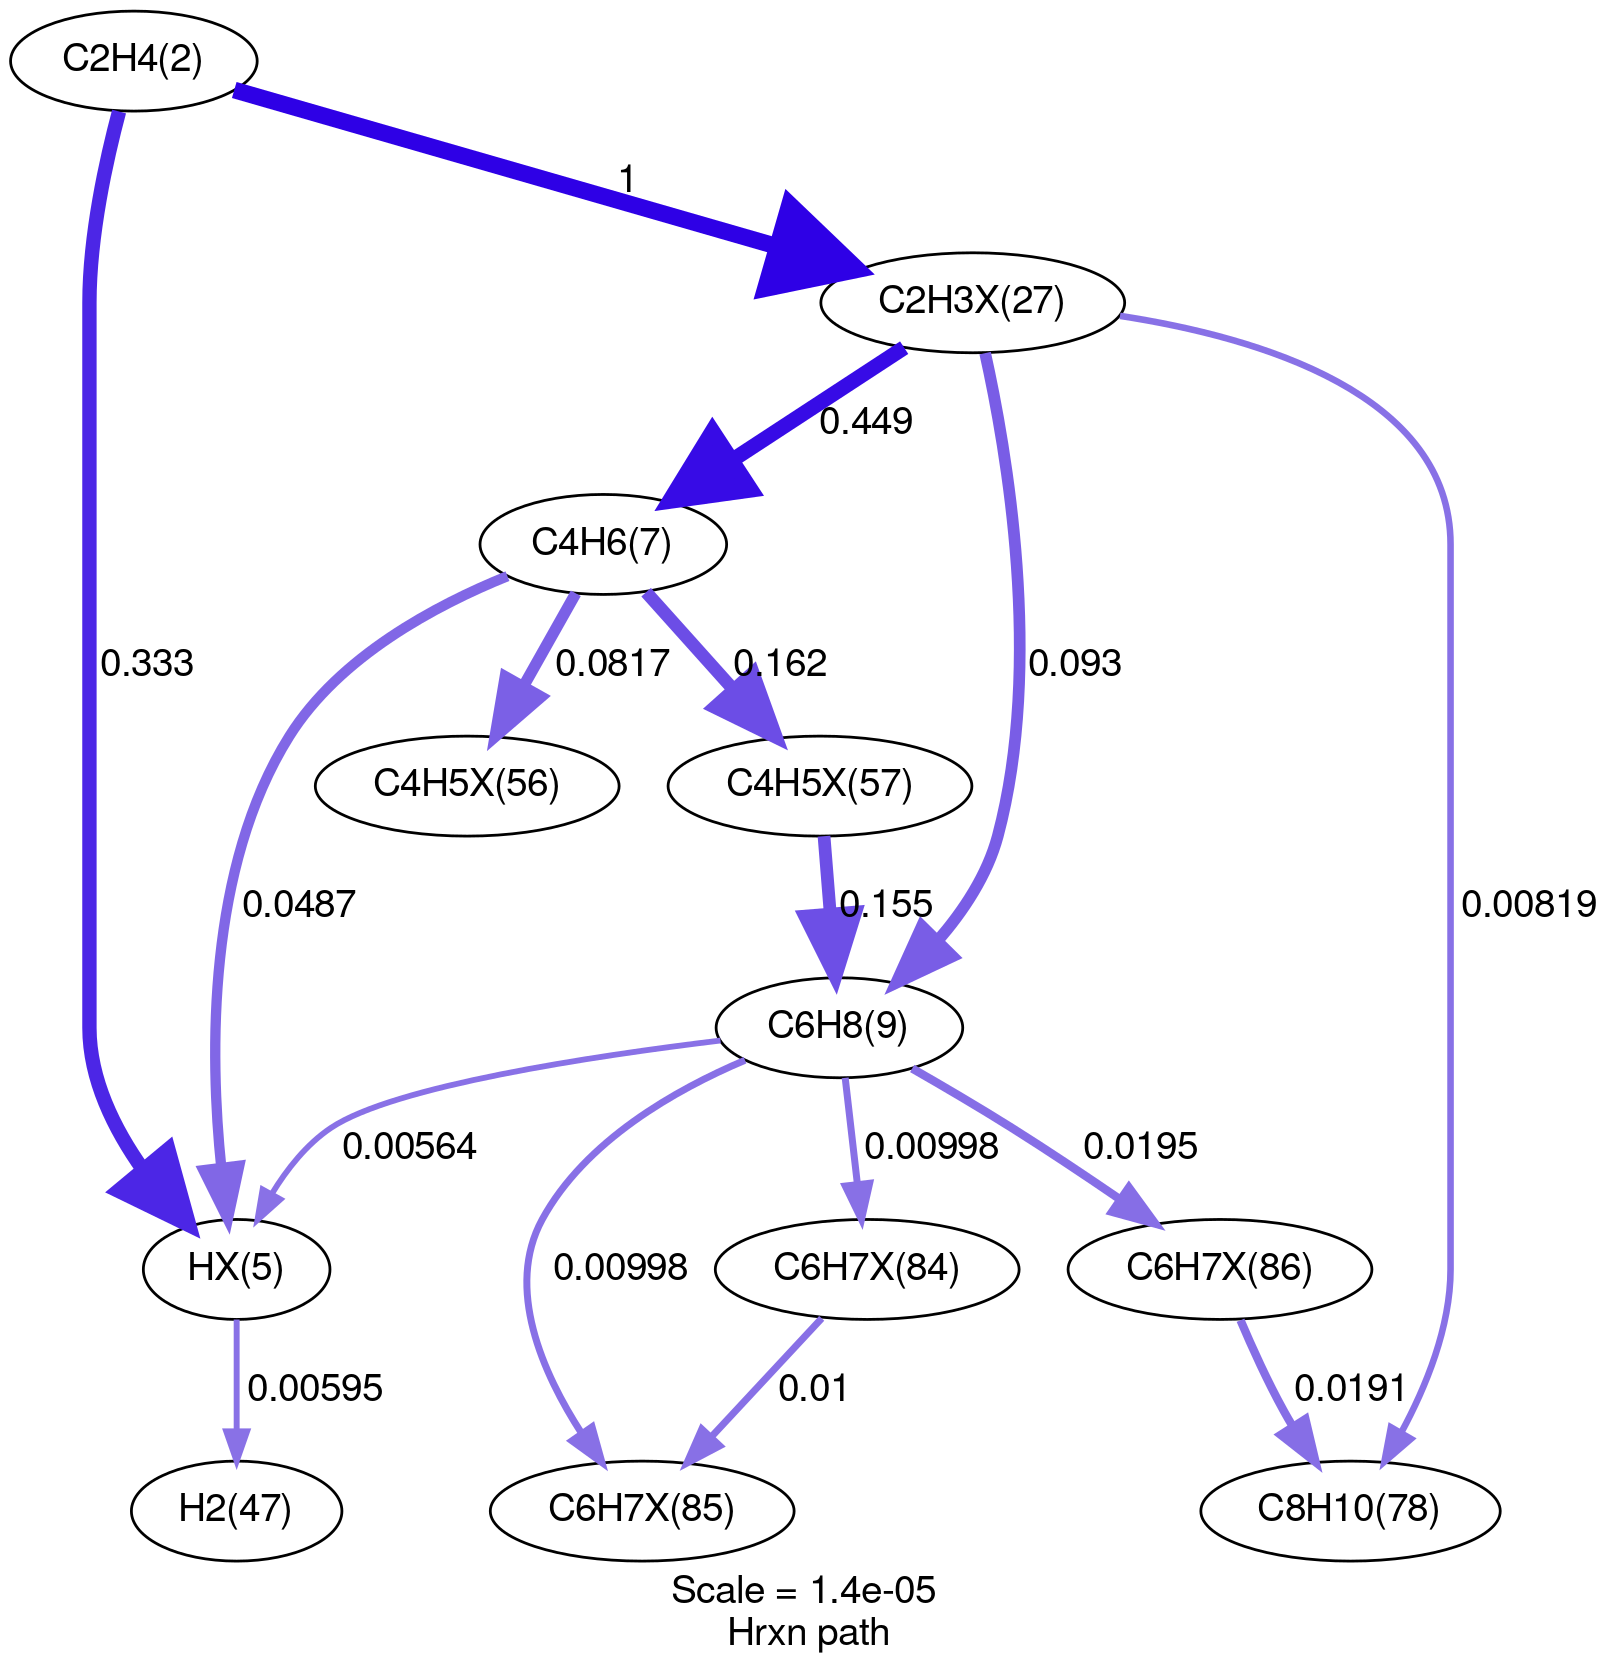 C2H4(2)
1
C2H3X(27)
0.449
C4H6(7)
0.333
0.0817
0.162
0.093
C4H5X(56)
C4H5X(57)
0.0487
0.155
0.00819
C6H8(9)
0.00564
0.00998
0.0195
HX(5)
0.00998
C6H7X(84)
C6H7X(86)
0.00595
0.01
0.0191
H2(47)
C6H7X(85)
C8H10(78)
Scale = 1.4e-05
Hrxn path